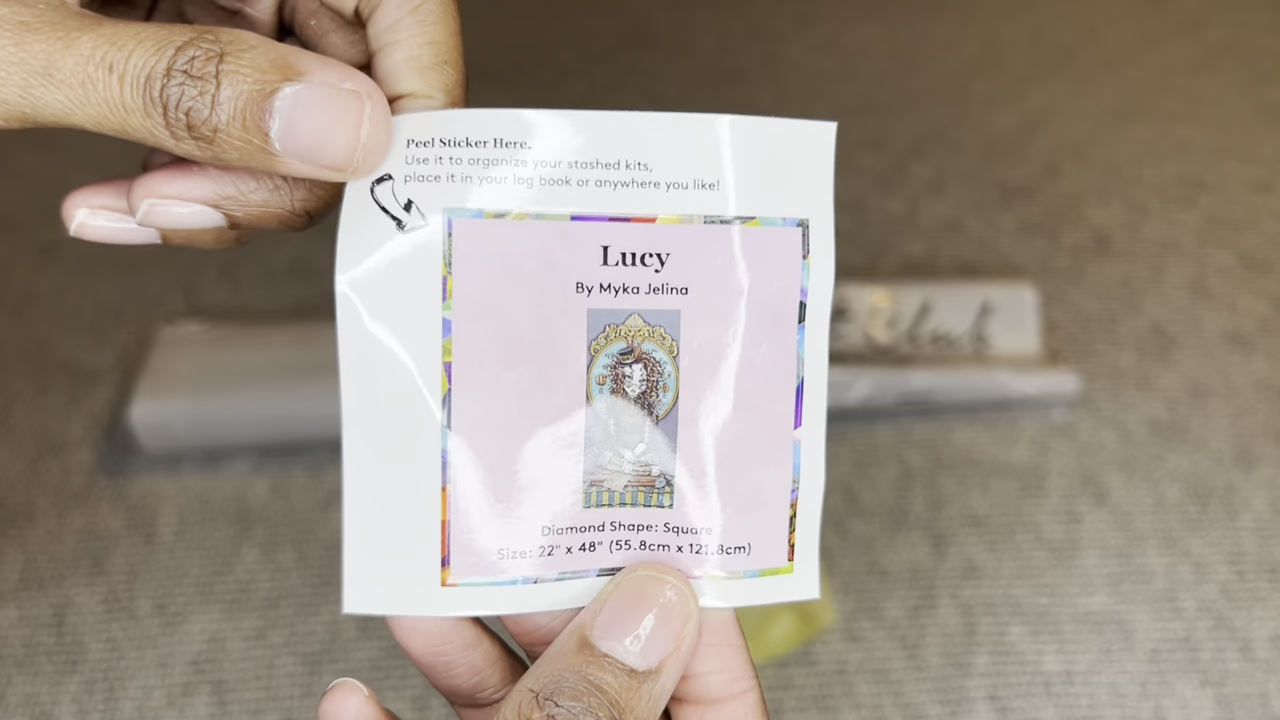 Peel Sticker Here.
Use it to organize your stashed kits,
place it in your log book or anywhere you like!
Lucy
By Myka Jelina
Diamond Shape: Square
Size: 22" x 48" (55.8cm x 121.8cm)